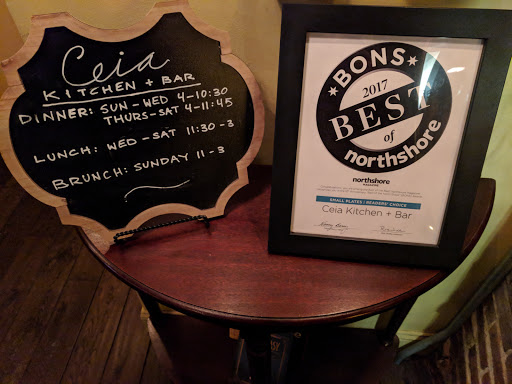 Ceia
KITCHEN + BAR
DINNER: SUN - WED 4-10:30
THURS-SAT 4-11:45
LUNCH: WED - SAT 11:30-3
BRUNCH: SUNDAY 11-3
BONS
2017
BEST
of
northshore
northshore
SMALL PLATES | READERS' CHOICE
Ceia Kitchen + Bar